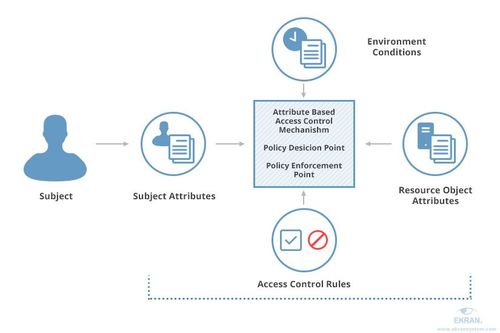 Environment
Conditions
Attribute Based
Access Control
Mechanishm
Policy Desicion Point
Policy Enforcement
Point
Subject
Subject Attributes
Resource Object
Attributes
Access Control Rules
EKRAN.
www.ekransystem.com